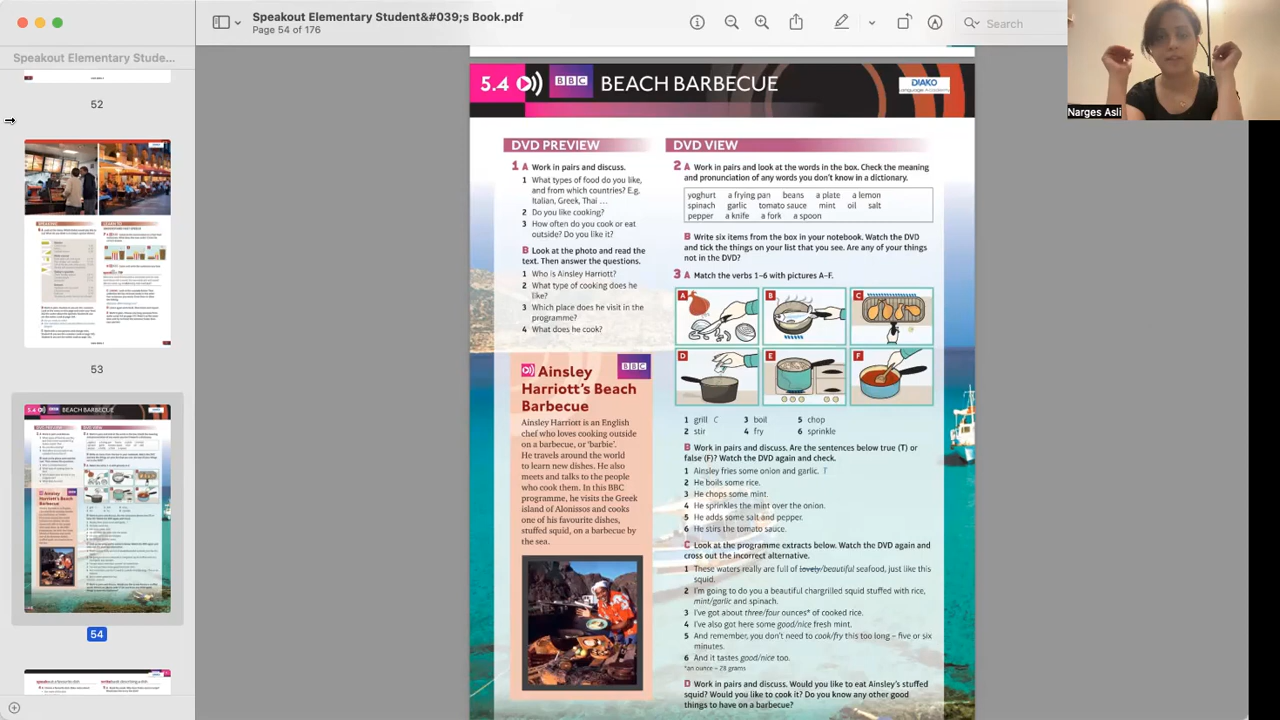 Speakout Elementary Student&#039;s Book.pdf
Page 54 of 176
Search
Speakout Elementary Stude...
52
53
54
Narges Asli
5.4 BBC BEACH BARBECUE
DIAKO
Language Academy
DVD PREVIEW
1 A Work in pairs and discuss.
1 What types of food do you like,
and from which countries? E.g.
Italian, Greek, Thai ...
2 Do you like cooking?
3 How often do you cook or eat
outside? Do you like it?
B Look at the photo and read the
text. Then answer the questions.
1 Who is Ainsley Harriott?
2 What type of cooking does he
like?
3 Which place does he visit in the
programme?
4 What does he cook?
BBC
Ainsley
Harriott's Beach
Barbecue
Ainsley Harriott is an English
chef who loves cooking outside
on a barbecue, or 'barbie'.
He travels around the world
to learn new dishes. He also
meets and talks to the people
who cook them. In this BBC
programme, he visits the Greek
island of Alonissos and cooks
one of his favourite dishes,
stuffed squid, on a barbecue by
the sea.
DVD VIEW
2 A Work in pairs and look at the words in the box. Check the meaning
and pronunciation of any words you don't know in a dictionary.
yoghurt a frying pan beans a plate a lemon
spinach garlic tomato sauce mint oil salt
pepper a knife a fork a spoon
B Write six items from the box in your notebook. Watch the DVD
and tick the things on your list that you see. Are any of your things
not in the DVD?
3 A Match the verbs 1–6 with pictures A–F.
A B C
D E F
1 grill C 3 boil 5 chop
2 stir 4 fry 6 sprinkle
B Work in pairs and discuss. Are the sentences below true (T) or
false (F)? Watch the DVD again and check.
1 Ainsley fries some onion and garlic. T
2 He boils some rice.
3 He chops some mint.
4 He sprinkles the mint over the onion.
5 He adds some salt and pepper.
6 He stirs the tomato sauce.
C Look at the programme extracts below. Watch the DVD again and
cross out the incorrect alternative.
1 These waters really are full of lovely/beautiful seafood, just like this
squid.
2 I'm going to do you a beautiful chargrilled squid stuffed with rice,
mint/garlic and spinach.
3 I've got about three/four ounces* of cooked rice.
4 I've also got here some good/nice fresh mint.
5 And remember, you don't need to cook/fry this too long – five or six
minutes.
6 And it tastes good/nice too.
*an ounce = 28 grams
D Work in pairs and discuss. Would you like to eat Ainsley's stuffed
squid? Would you like to cook it? Do you know any other good
things to have on a barbecue?